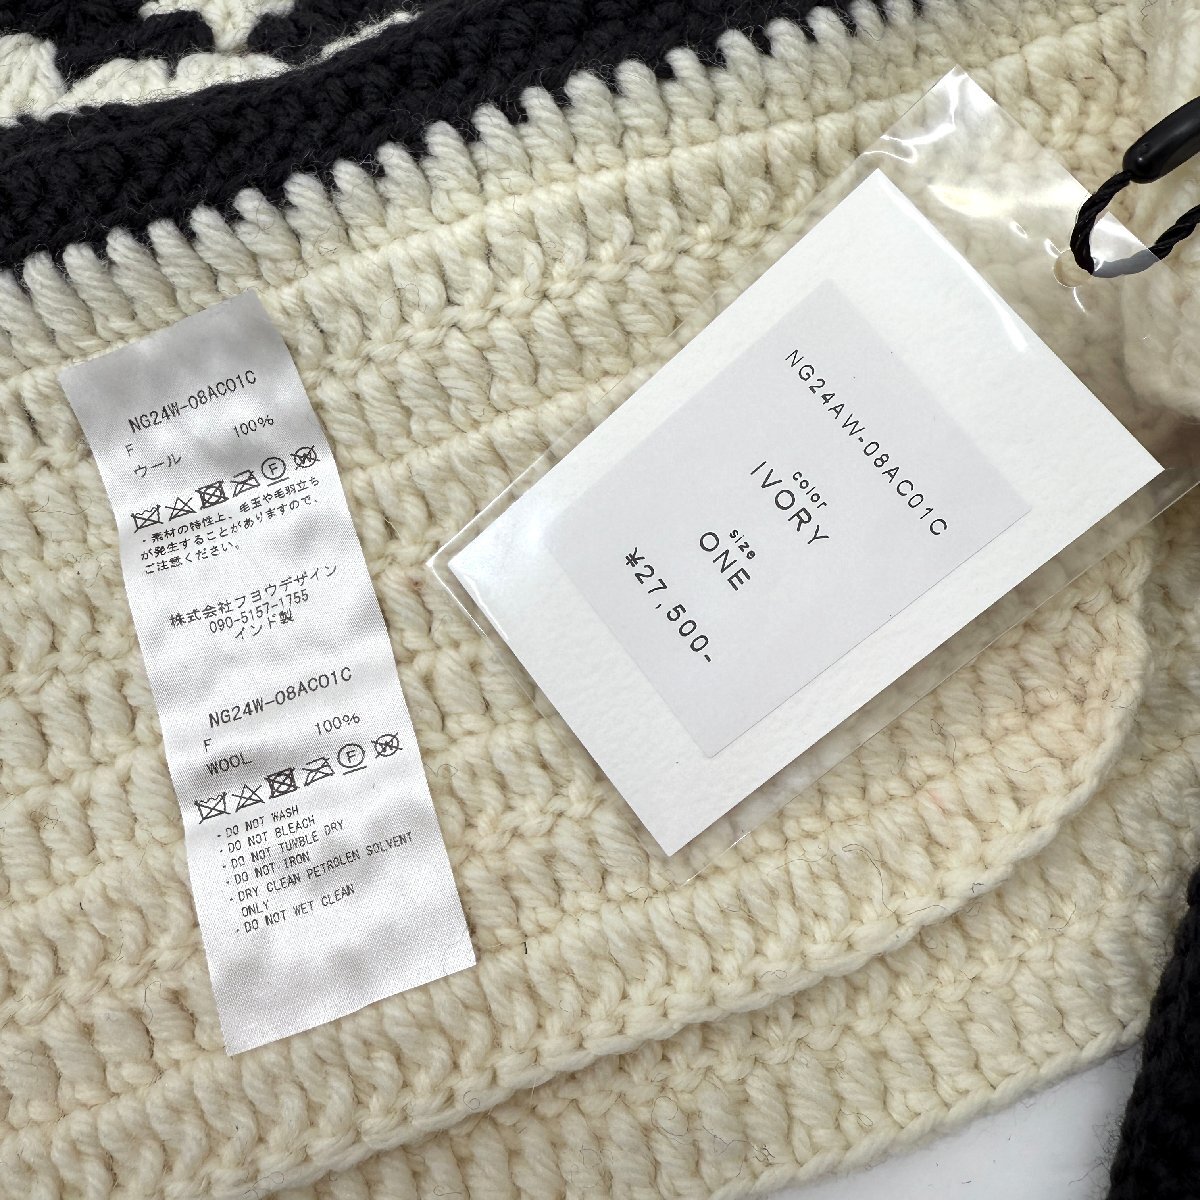 NG24W-08AC01C
F
ウール 100%
F W
・素材の特性上、毛玉や毛羽立ち
が発生することがありますので、
ご注意ください。
株式会社フヨウデザイン
090-5157-1755
インド製
NG24W-08AC01C
F
WOOL 100%
F W
・DO NOT WASH
・DO NOT BLEACH
・DO NOT TUMBLE DRY
・DO NOT IRON
・DRY CLEAN PETROLEN SOLVENT
ONLY
・DO NOT WET CLEAN
NG24AW-08AC01C
color
IVORY
size
ONE
¥27,500-